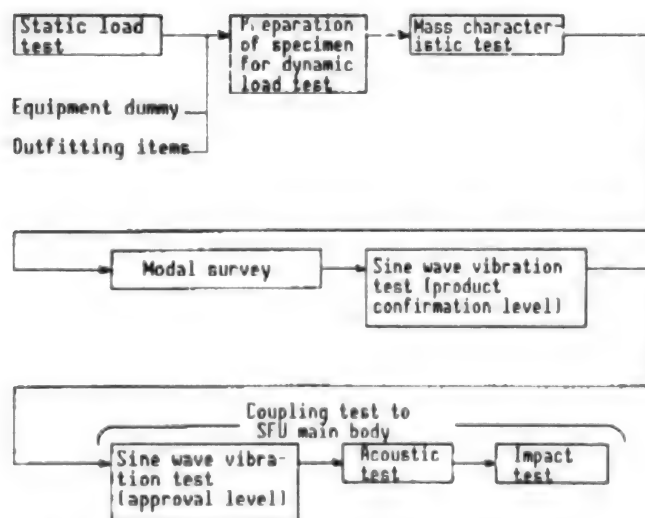 Static load
test
Preparation
of specimen
for dynamic
load test
Mass character-
istic test
Equipment dummy
Outfitting items
Modal survey
Sine wave vibration
test (product
confirmation level)
Coupling test to
SFU main body
Sine wave vibra-
tion test
(approval level)
Acoustic
test
Impact
test